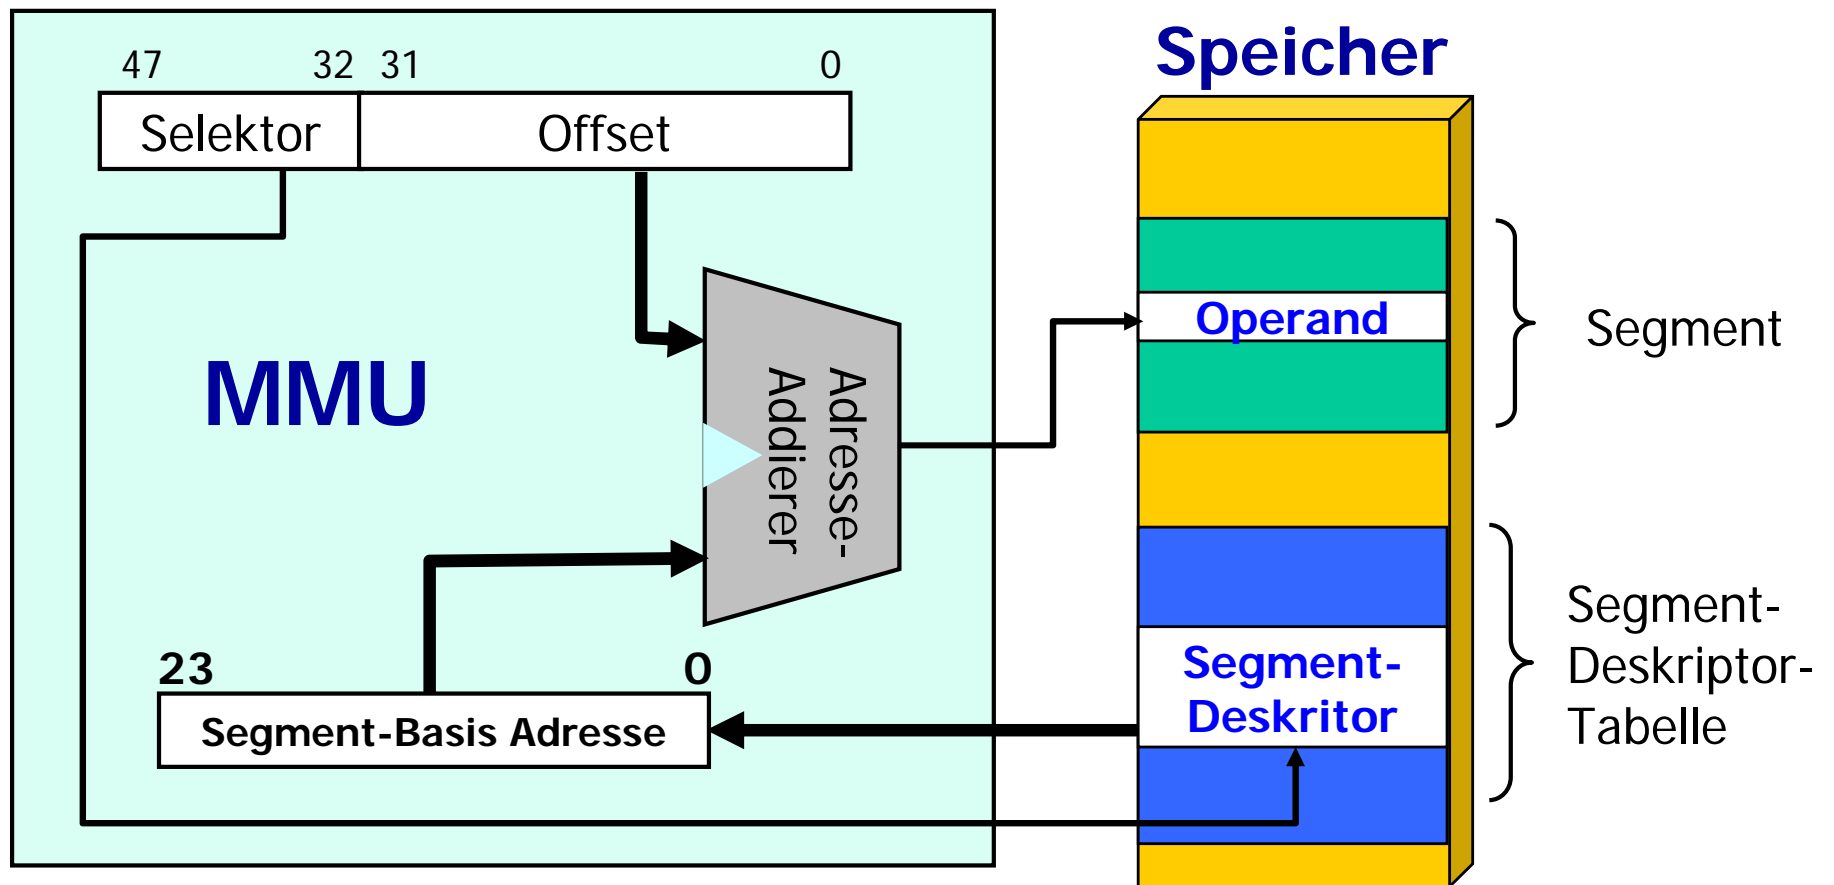 Speicher
47 32 31 0
Selektor Offset
Operand
Segment
MMU
Adresse-
Addierer
23 0
Segment-Basis Adresse
Segment-
Deskritor
Segment-
Deskriptor-
Tabelle